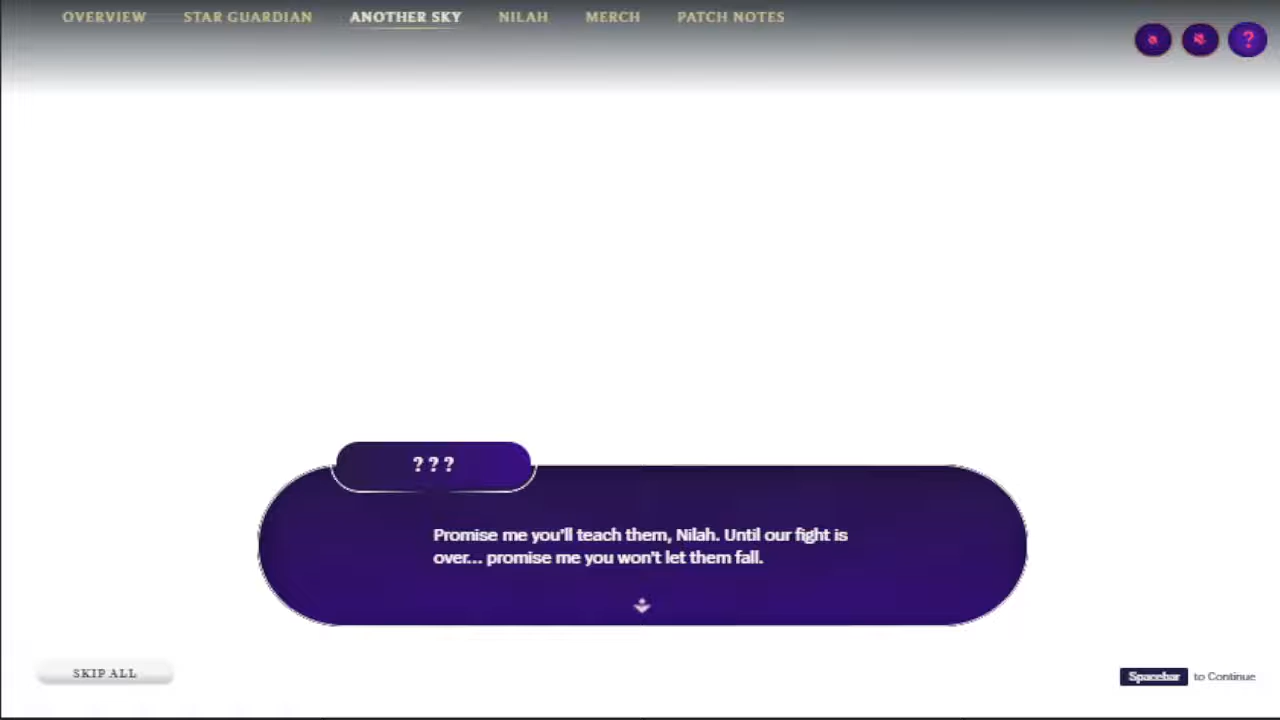 OVERVIEW STAR GUARDIAN ANOTHER SKY NILAH MERCH PATCH NOTES
?
? ? ?
Promise me you'll teach them, Nilah. Until our fight is
over... promise me you won't let them fall.
SKIP ALL
Spacebar to Continue